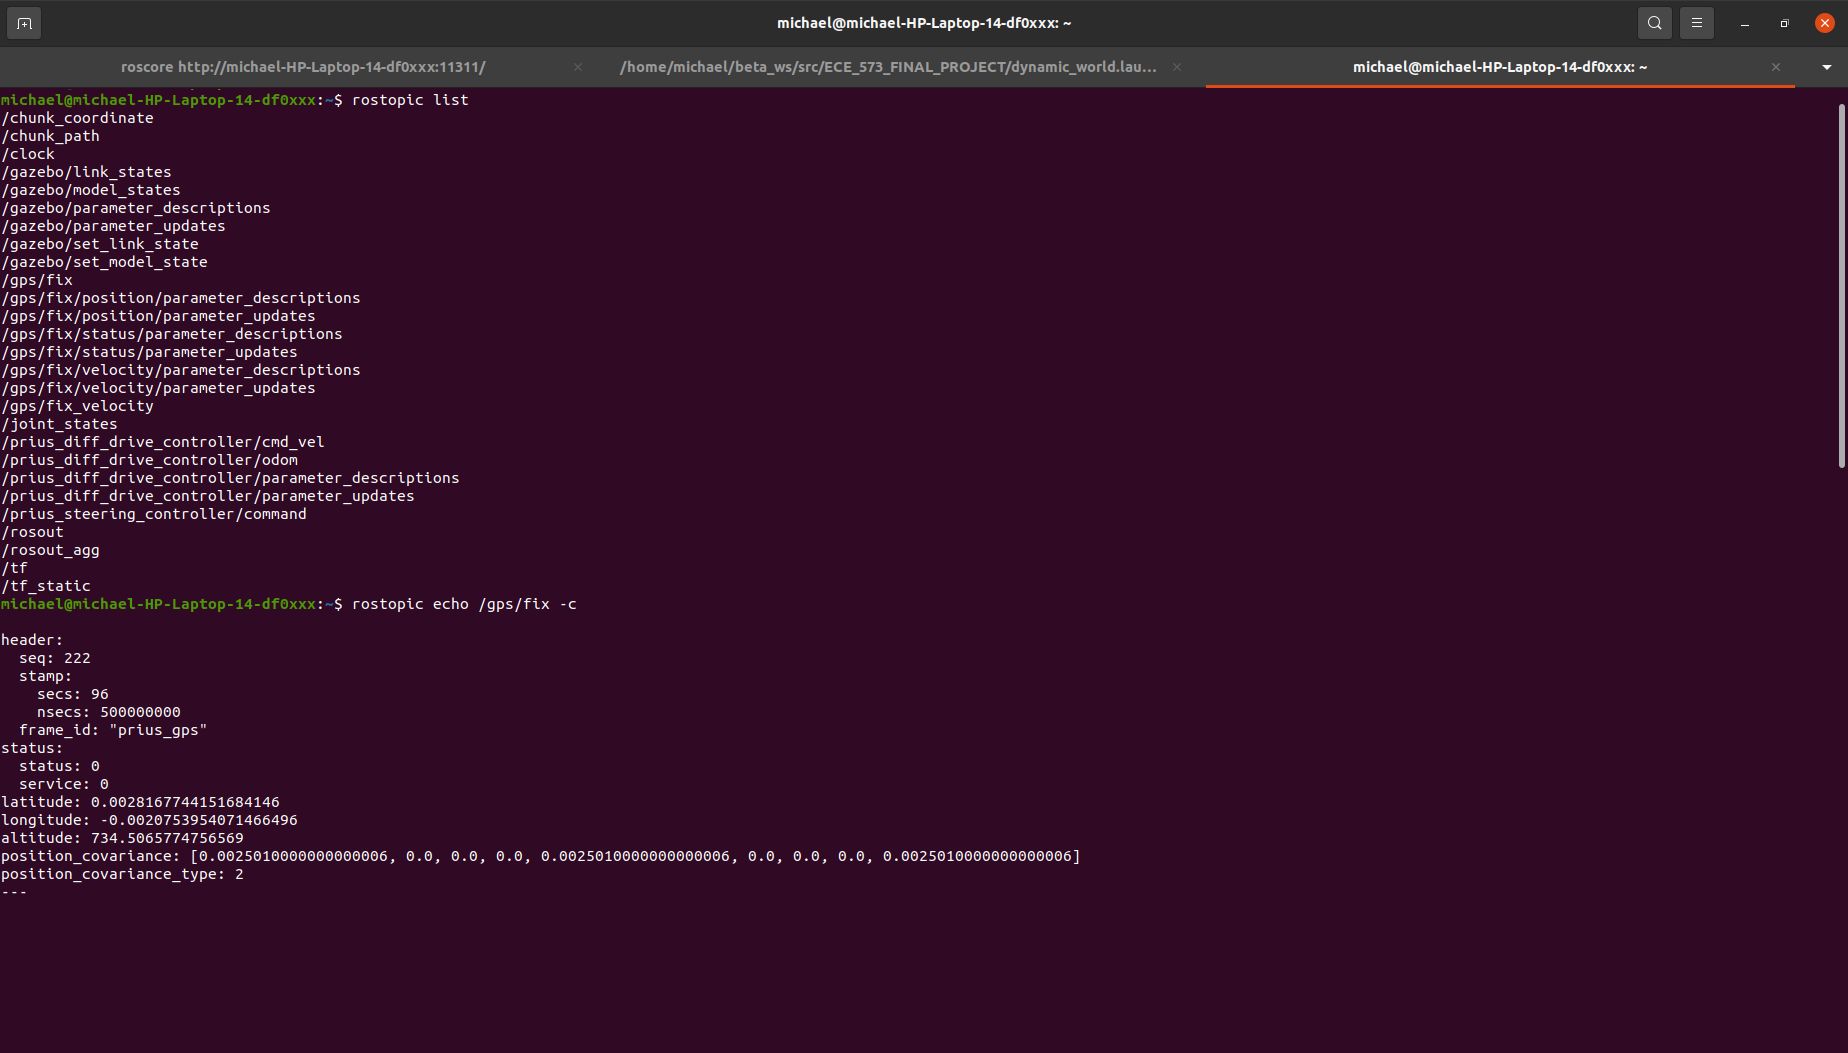 michael@michael-HP-Laptop-14-df0xxx: ~
roscore http://michael-HP-Laptop-14-df0xxx:11311/
/home/michael/beta_ws/src/ECE_573_FINAL_PROJECT/dynamic_world.lau...
michael@michael-HP-Laptop-14-df0xxx: ~
michael@michael-HP-Laptop-14-df0xxx:~$ rostopic list
/chunk_coordinate
/chunk_path
/clock
/gazebo/link_states
/gazebo/model_states
/gazebo/parameter_descriptions
/gazebo/parameter_updates
/gazebo/set_link_state
/gazebo/set_model_state
/gps/fix
/gps/fix/position/parameter_descriptions
/gps/fix/position/parameter_updates
/gps/fix/status/parameter_descriptions
/gps/fix/status/parameter_updates
/gps/fix/velocity/parameter_descriptions
/gps/fix/velocity/parameter_updates
/gps/fix_velocity
/joint_states
/prius_diff_drive_controller/cmd_vel
/prius_diff_drive_controller/odom
/prius_diff_drive_controller/parameter_descriptions
/prius_diff_drive_controller/parameter_updates
/prius_steering_controller/command
/rosout
/rosout_agg
/tf
/tf_static
michael@michael-HP-Laptop-14-df0xxx:~$ rostopic echo /gps/fix -c
header:
  seq: 222
  stamp:
    secs: 96
    nsecs: 500000000
  frame_id: "prius_gps"
status:
  status: 0
  service: 0
latitude: 0.0028167744151684146
longitude: -0.0020753954071466496
altitude: 734.5065774756569
position_covariance: [0.0025010000000000006, 0.0, 0.0, 0.0, 0.0025010000000000006, 0.0, 0.0, 0.0, 0.0025010000000000006]
position_covariance_type: 2
---